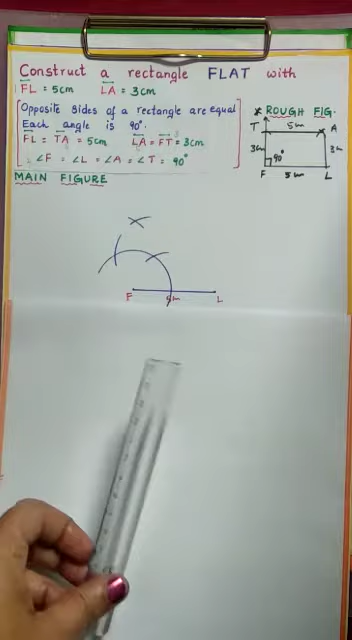 Construct a rectangle FLAT with
FL = 5cm LA = 3cm
Opposite sides of a rectangle are equal
Each angle is 90°.
FL = TA = 5cm LA = FT = 3cm
∠F = ∠L = ∠A = ∠T = 90°
* ROUGH FIG.
T 5cm A
3cm 3cm
90°
F 5cm L
MAIN FIGURE
F 5cm L